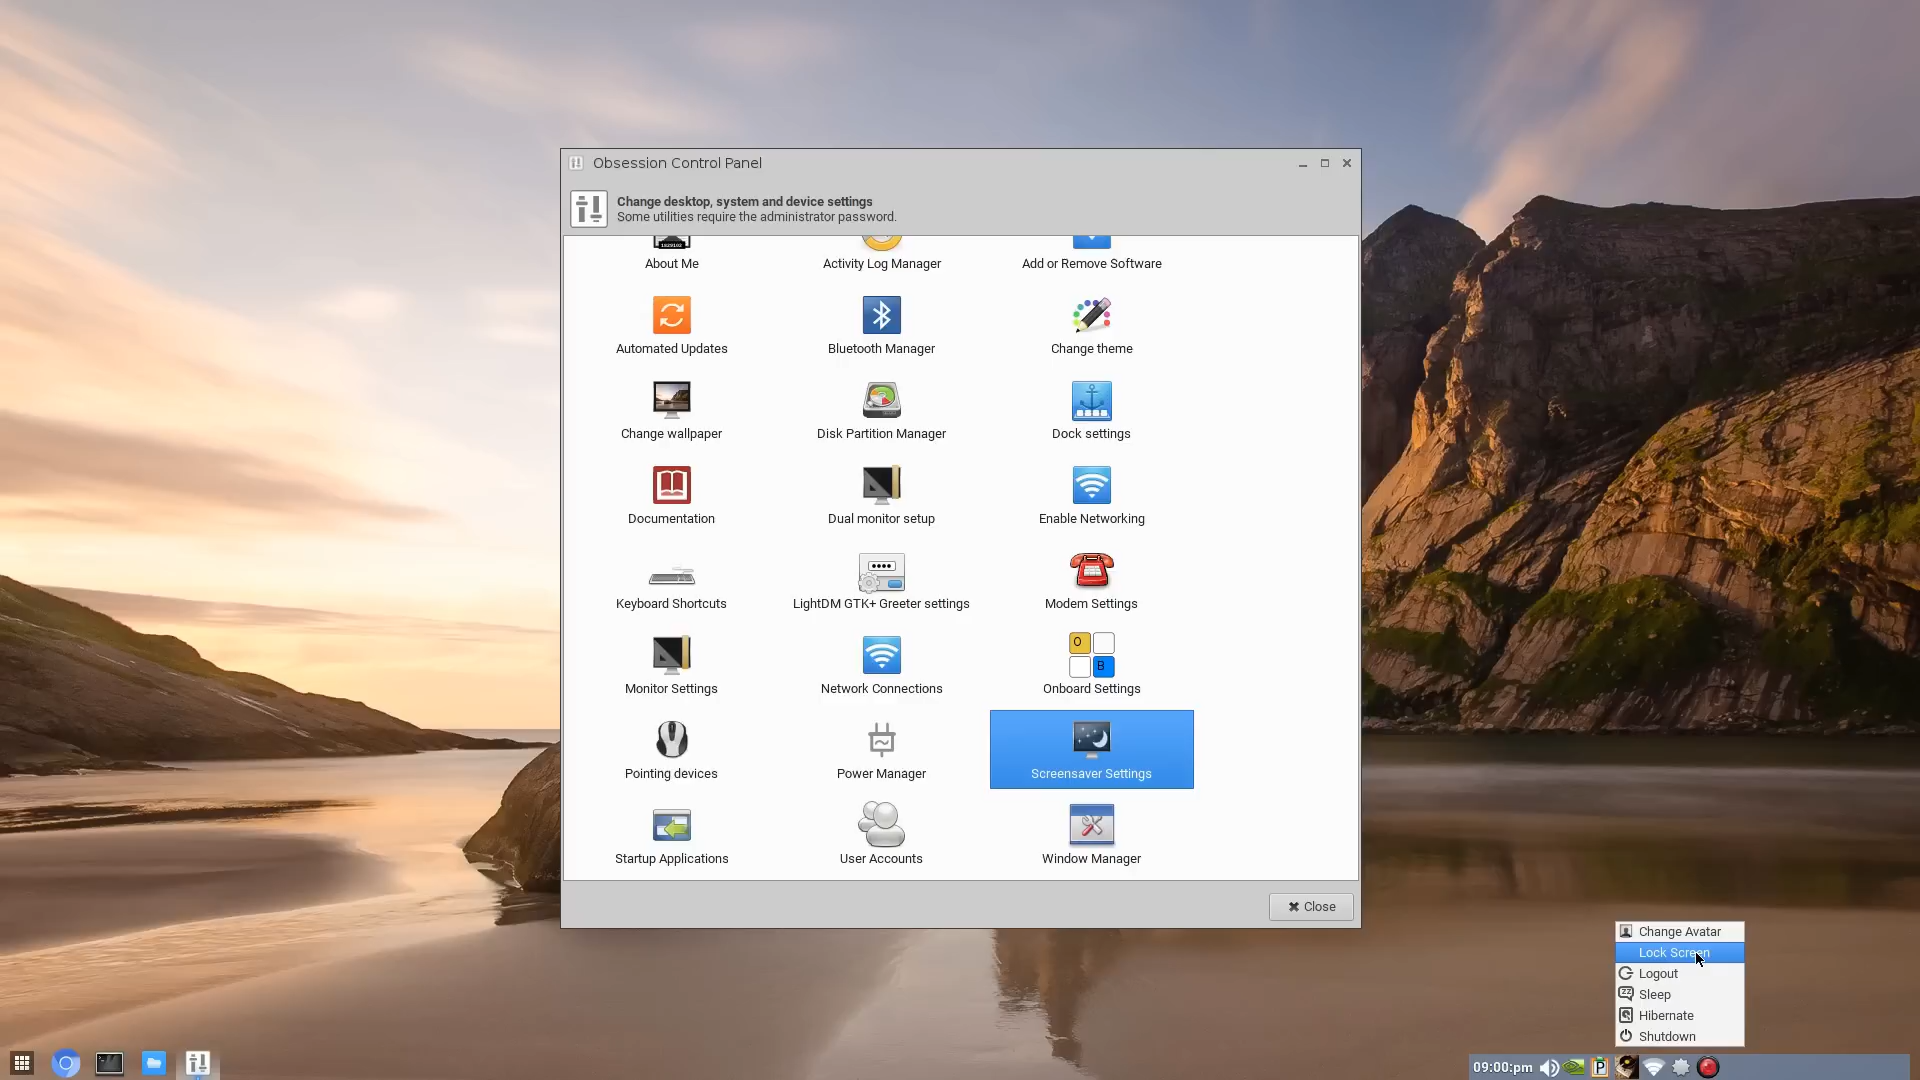 Obsession Control Panel
Change desktop, system and device settings
Some utilities require the administrator password.
About Me
Activity Log Manager
Add or Remove Software
Automated Updates
Bluetooth Manager
Change theme
Change wallpaper
Disk Partition Manager
Dock settings
Documentation
Dual monitor setup
Enable Networking
Keyboard Shortcuts
LightDM GTK+ Greeter settings
Modem Settings
O
B
Monitor Settings
Network Connections
Onboard Settings
Pointing devices
Power Manager
Screensaver Settings
Startup Applications
User Accounts
Window Manager
Close
Change Avatar
Lock Screen
Logout
Sleep
Hibernate
Shutdown
09:00:pm
P